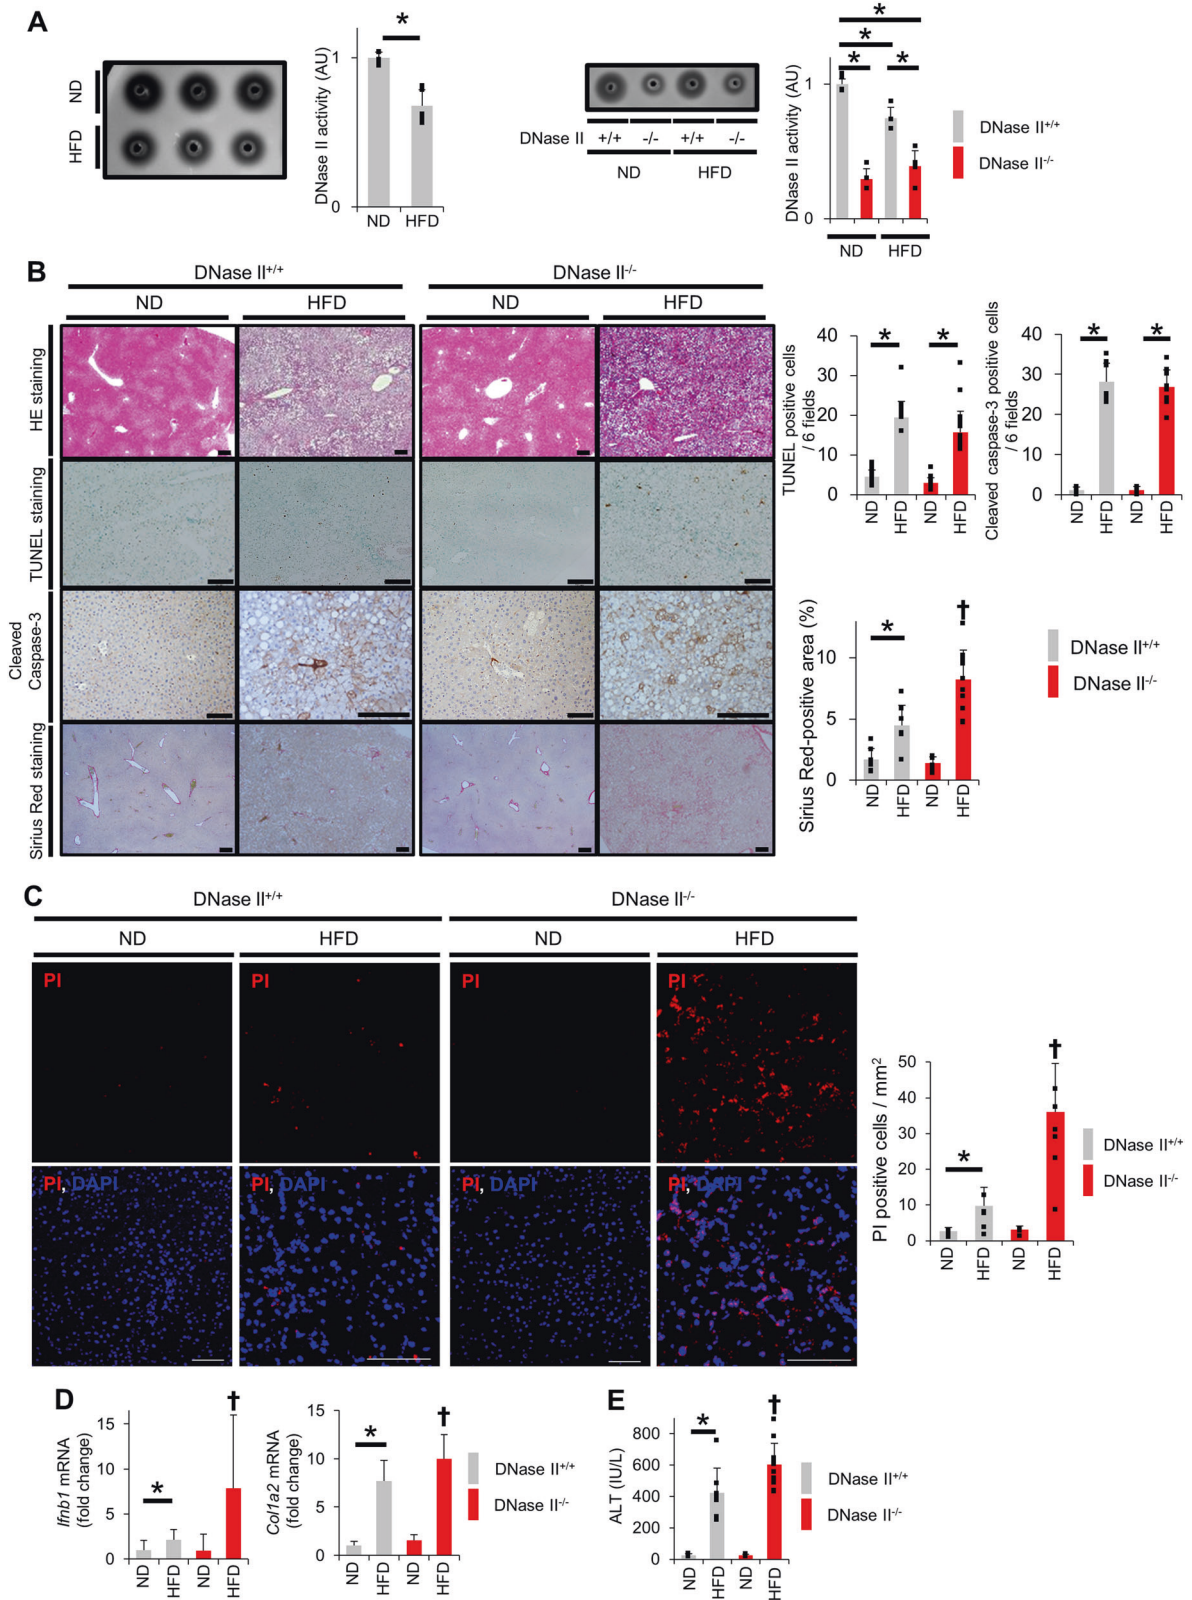 A
ND
HFD
DNase II activity (AU)
1
0
*
ND
HFD
DNase II
+/+
-/-
+/+
-/-
ND
HFD
DNase II activity (AU)
1
0
*
*
*
*
ND
HFD
DNase II+/+
DNase II-/-
B
DNase II+/+
DNase II-/-
ND
HFD
ND
HFD
HE staining
TUNEL staining
Cleaved
Caspase-3
Sirius Red staining
TUNEL positive cells
/ 6 fields
40
30
20
10
0
*
*
ND
HFD
ND
HFD
Cleaved caspase-3 positive cells
/ 6 fields
40
30
20
10
0
*
*
ND
HFD
ND
HFD
Sirius Red-positive area (%)
10
5
0
*
†
ND
HFD
ND
HFD
DNase II+/+
DNase II-/-
C
DNase II+/+
DNase II-/-
ND
HFD
ND
HFD
PI
PI
PI
PI
PI, DAPI
PI, DAPI
PI, DAPI
PI, DAPI
PI positive cells / mm2
50
40
30
20
10
0
*
†
ND
HFD
ND
HFD
DNase II+/+
DNase II-/-
D
Ifnb1 mRNA
(fold change)
15
10
5
0
*
†
ND
HFD
ND
HFD
Col1a2 mRNA
(fold change)
15
10
5
0
*
†
ND
HFD
ND
HFD
DNase II+/+
DNase II-/-
E
ALT (IU/L)
800
600
400
200
0
*
†
ND
HFD
ND
HFD
DNase II+/+
DNase II-/-